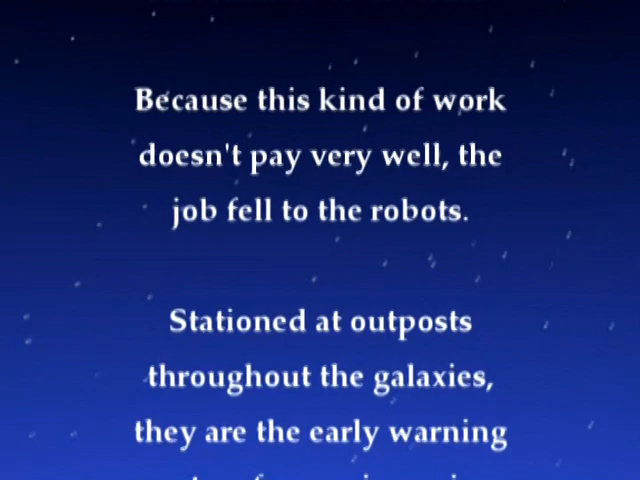 Because this kind of work
doesn't pay very well, the
job fell to the robots.
Stationed at outposts
throughout the galaxies,
they are the early warning